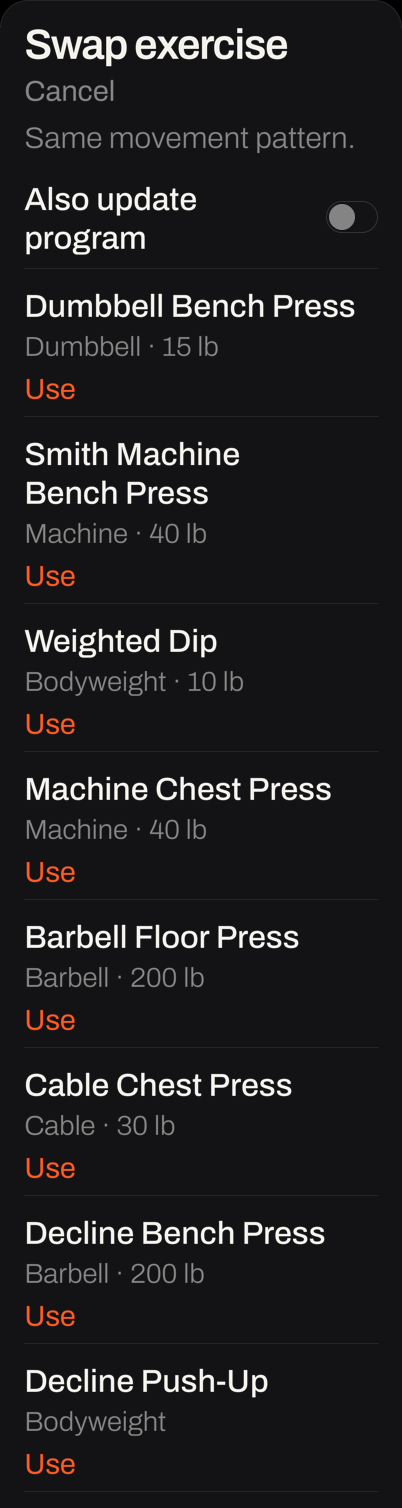 Swap exercise
Cancel
Same movement pattern.
Also update
program
Dumbbell Bench Press
Dumbbell · 15 lb
Use
Smith Machine
Bench Press
Machine · 40 lb
Use
Weighted Dip
Bodyweight · 10 lb
Use
Machine Chest Press
Machine · 40 lb
Use
Barbell Floor Press
Barbell · 200 lb
Use
Cable Chest Press
Cable · 30 lb
Use
Decline Bench Press
Barbell · 200 lb
Use
Decline Push-Up
Bodyweight
Use